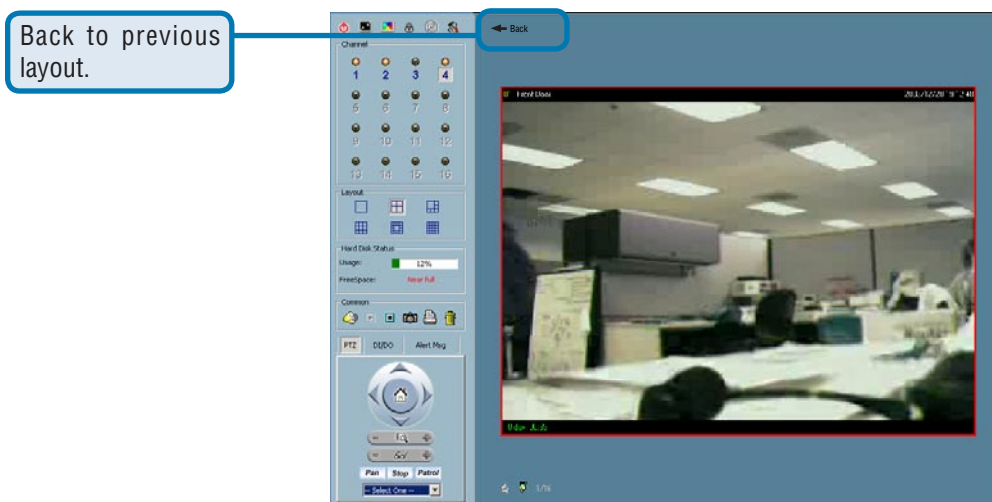 Back to previous
layout.
Back
Channel
1 2 3 4
5 6 7 8
9 10 11 12
13 14 15 16
Layout
Hard Disk Status
Usage: 12%
FreeSpace: Near Full
Common
PTZ DI/DO Alert Msg
Pan Stop Patrol
-- Select One --
Front Door
1/16